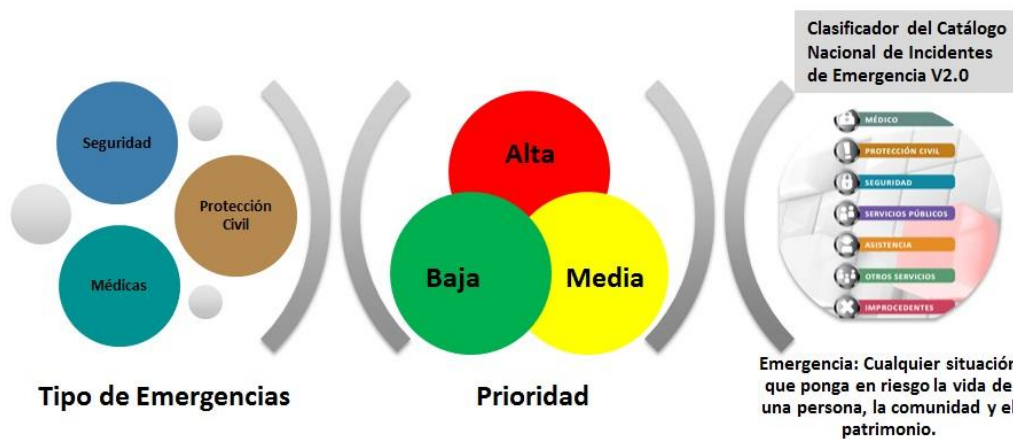 Seguridad
Protección
Civil
Médicas
Tipo de Emergencias
Alta
Baja
Media
Prioridad
Clasificador del Catálogo
Nacional de Incidentes
de Emergencia V2.0
MÉDICO
PROTECCIÓN CIVIL
SEGURIDAD
SERVICIOS PÚBLICOS
ASISTENCIA
OTROS SERVICIOS
IMPROCEDENTES
Emergencia: Cualquier situación
que ponga en riesgo la vida de
una persona, la comunidad y el
patrimonio.